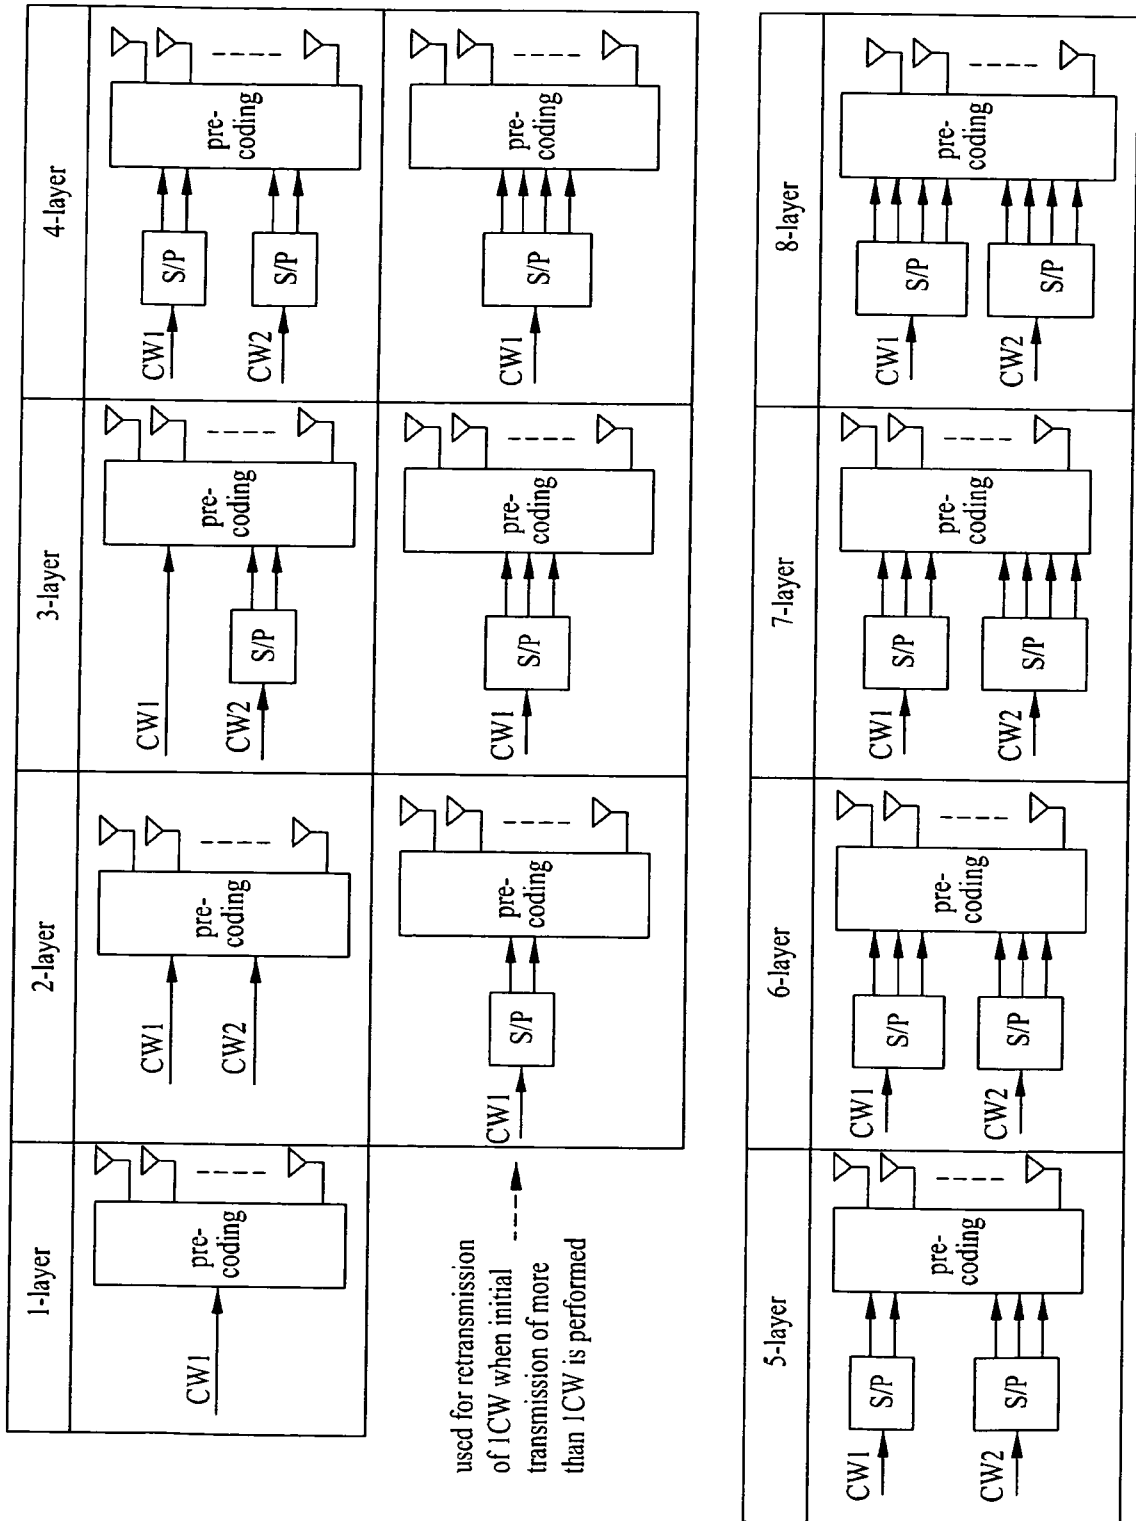 1-layer
2-layer
3-layer
4-layer
CW1
pre-
coding
CW1
CW2
pre-
coding
CW1
CW2
S/P
pre-
coding
CW1
CW2
S/P
S/P
pre-
coding
used for retransmission
of 1CW when initial
transmission of more
than 1CW is performed
CW1
S/P
pre-
coding
CW1
S/P
pre-
coding
CW1
S/P
pre-
coding
5-layer
6-layer
7-layer
8-layer
CW1
CW2
S/P
S/P
pre-
coding
CW1
CW2
S/P
S/P
pre-
coding
CW1
CW2
S/P
S/P
pre-
coding
CW1
CW2
S/P
S/P
pre-
coding